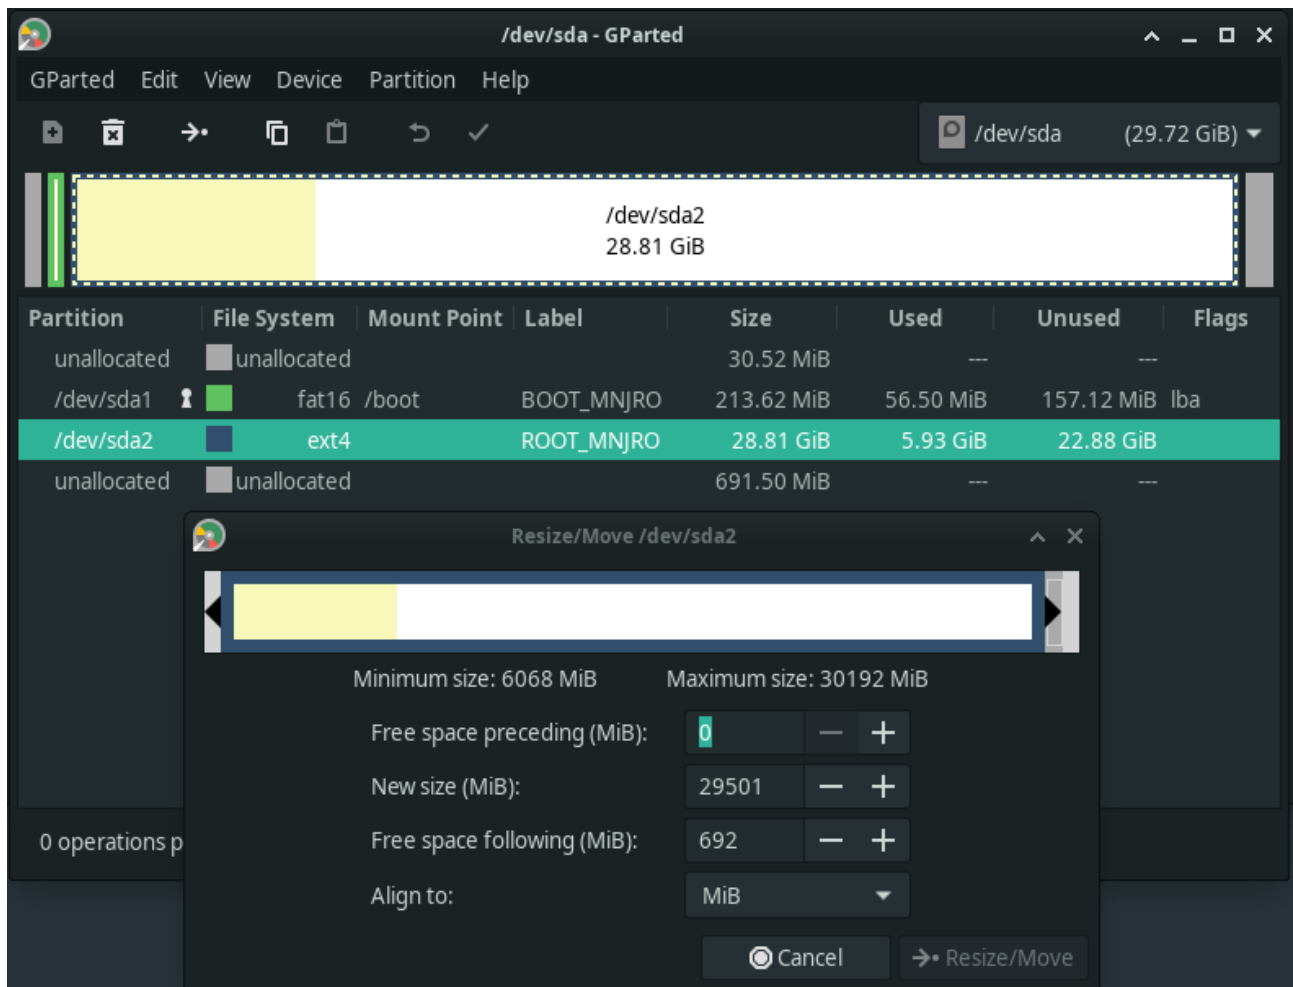 /dev/sda - GParted
GParted Edit View Device Partition Help
/dev/sda (29.72 GiB)
/dev/sda2
28.81 GiB
Partition File System Mount Point Label Size Used Unused Flags
unallocated unallocated 30.52 MiB --- ---
/dev/sda1 fat16 /boot BOOT_MNJRO 213.62 MiB 56.50 MiB 157.12 MiB lba
/dev/sda2 ext4 ROOT_MNJRO 28.81 GiB 5.93 GiB 22.88 GiB
unallocated unallocated 691.50 MiB --- ---
Resize/Move /dev/sda2
Minimum size: 6068 MiB Maximum size: 30192 MiB
Free space preceding (MiB): 0
New size (MiB): 29501
0 operations p
Free space following (MiB): 692
Align to: MiB
Cancel Resize/Move